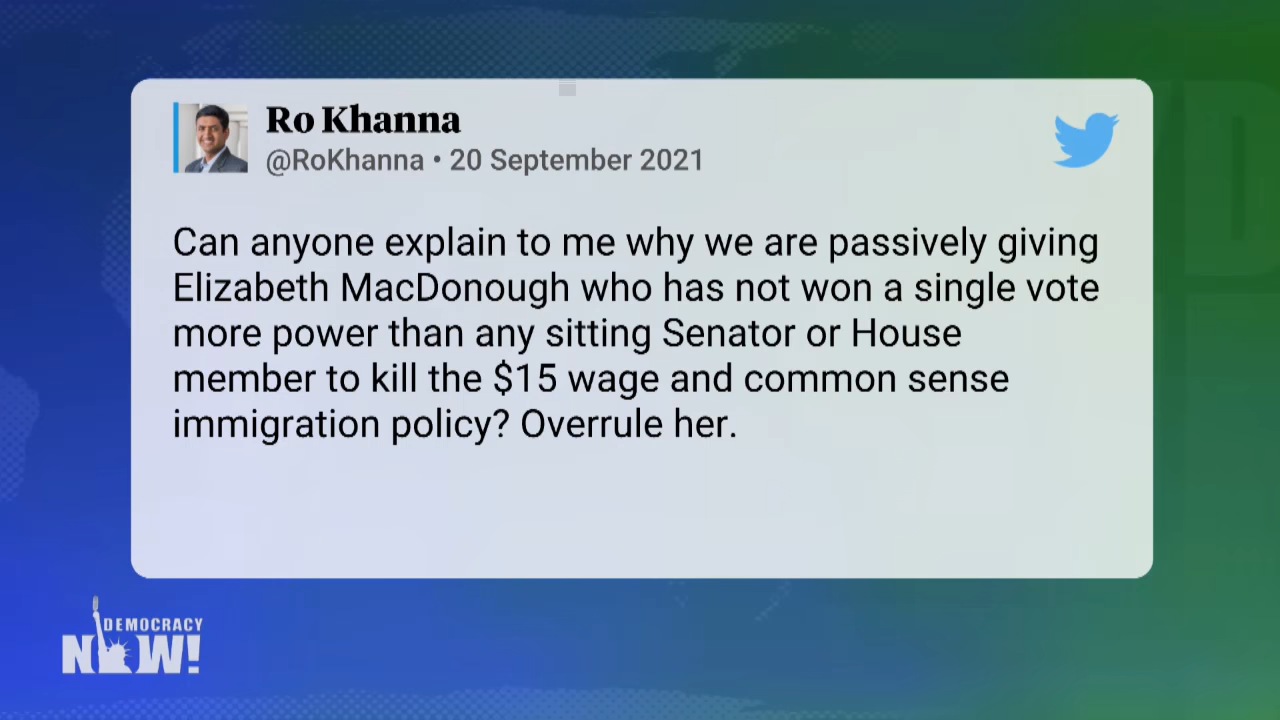 Ro Khanna
@RoKhanna • 20 September 2021
Can anyone explain to me why we are passively giving
Elizabeth MacDonough who has not won a single vote
more power than any sitting Senator or House
member to kill the $15 wage and common sense
immigration policy? Overrule her.
DEMOCRACY
NOW!